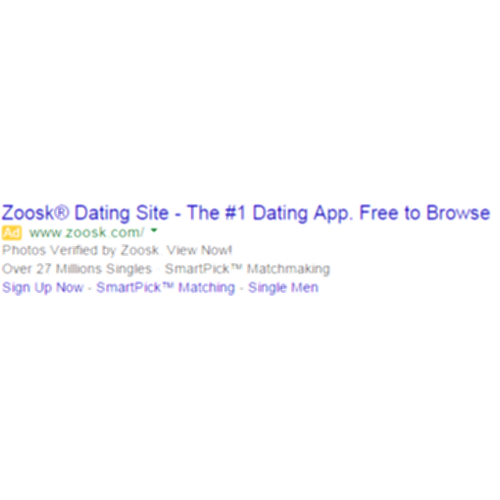 Zoosk® Dating Site - The #1 Dating App. Free to Browse
Ad www.zoosk.com/
Photos Verified by Zoosk. View Now!
Over 27 Millions Singles · SmartPick™ Matchmaking
Sign Up Now - SmartPick™ Matching - Single Men